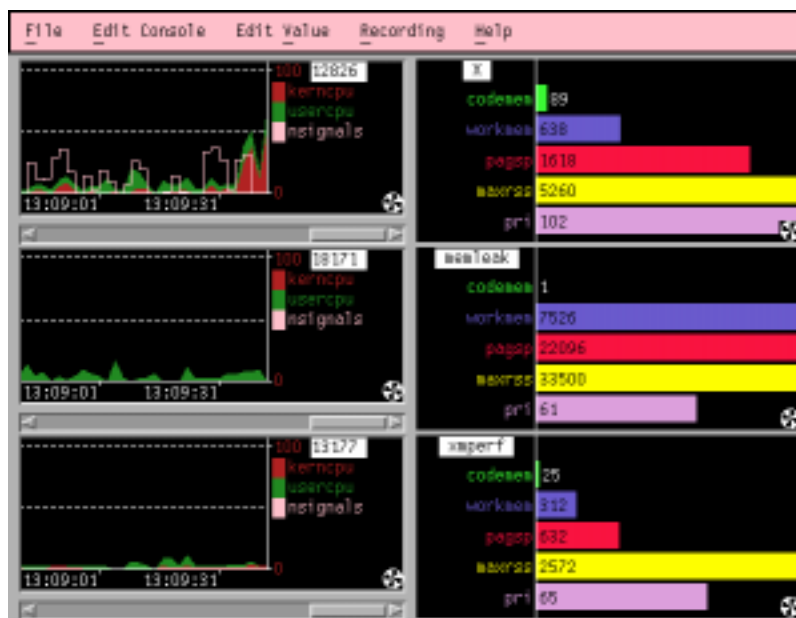 File Edit Console Edit Value Recording Help
100 12826
kerncpu
usercpu
nsignals
0
13:09:01 13:09:31
X
codemem 89
workmem 638
pagsp 1618
maxrss 5260
pri 102
100 18171
kerncpu
usercpu
nsignals
0
13:09:01 13:09:31
memleak
codemem 1
workmem 7526
pagsp 22096
maxrss 33500
pri 61
100 13177
kerncpu
usercpu
nsignals
0
13:09:01 13:09:31
xmperf
codemem 25
workmem 312
pagsp 632
maxrss 2572
pri 65